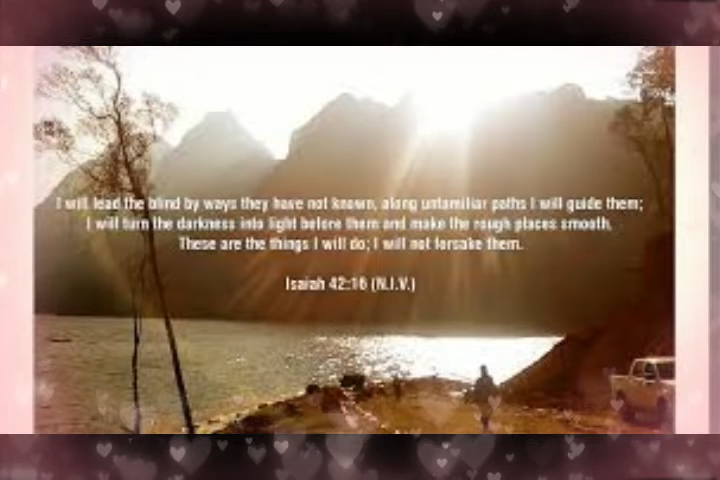 I will lead the blind by ways they have not known, along unfamiliar paths I will guide them;
I will turn the darkness into light before them and make the rough places smooth.
These are the things I will do; I will not forsake them.
Isaiah 42:16 (N.I.V.)